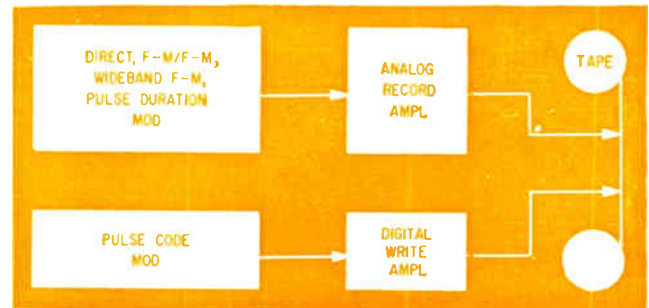 DIRECT, F-M/F-M,
WIDEBAND F-M,
PULSE DURATION
MOD
ANALOG
RECORD
AMPL
TAPE
PULSE CODE
MOD
DIGITAL
WRITE
AMPL